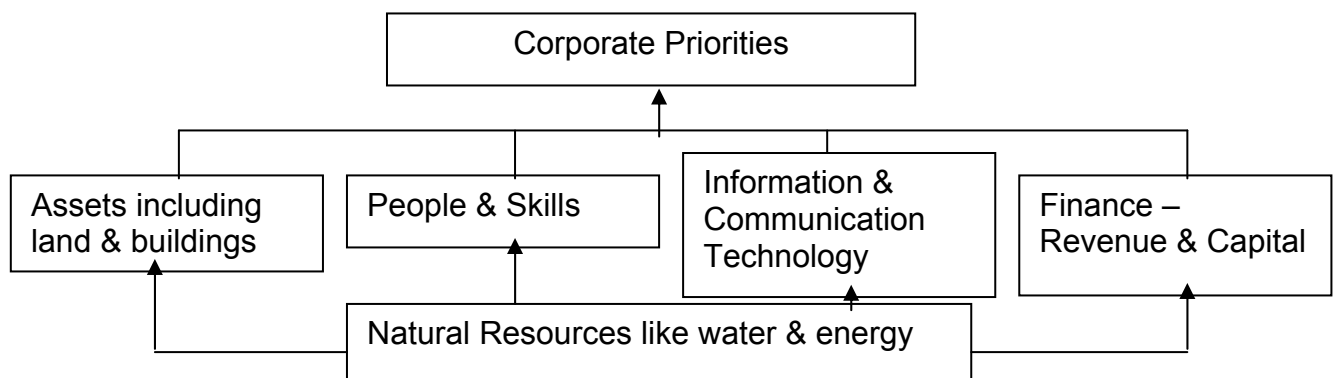 Corporate Priorities
Assets including
land & buildings
People & Skills
Information &
Communication
Technology
Finance –
Revenue & Capital
Natural Resources like water & energy